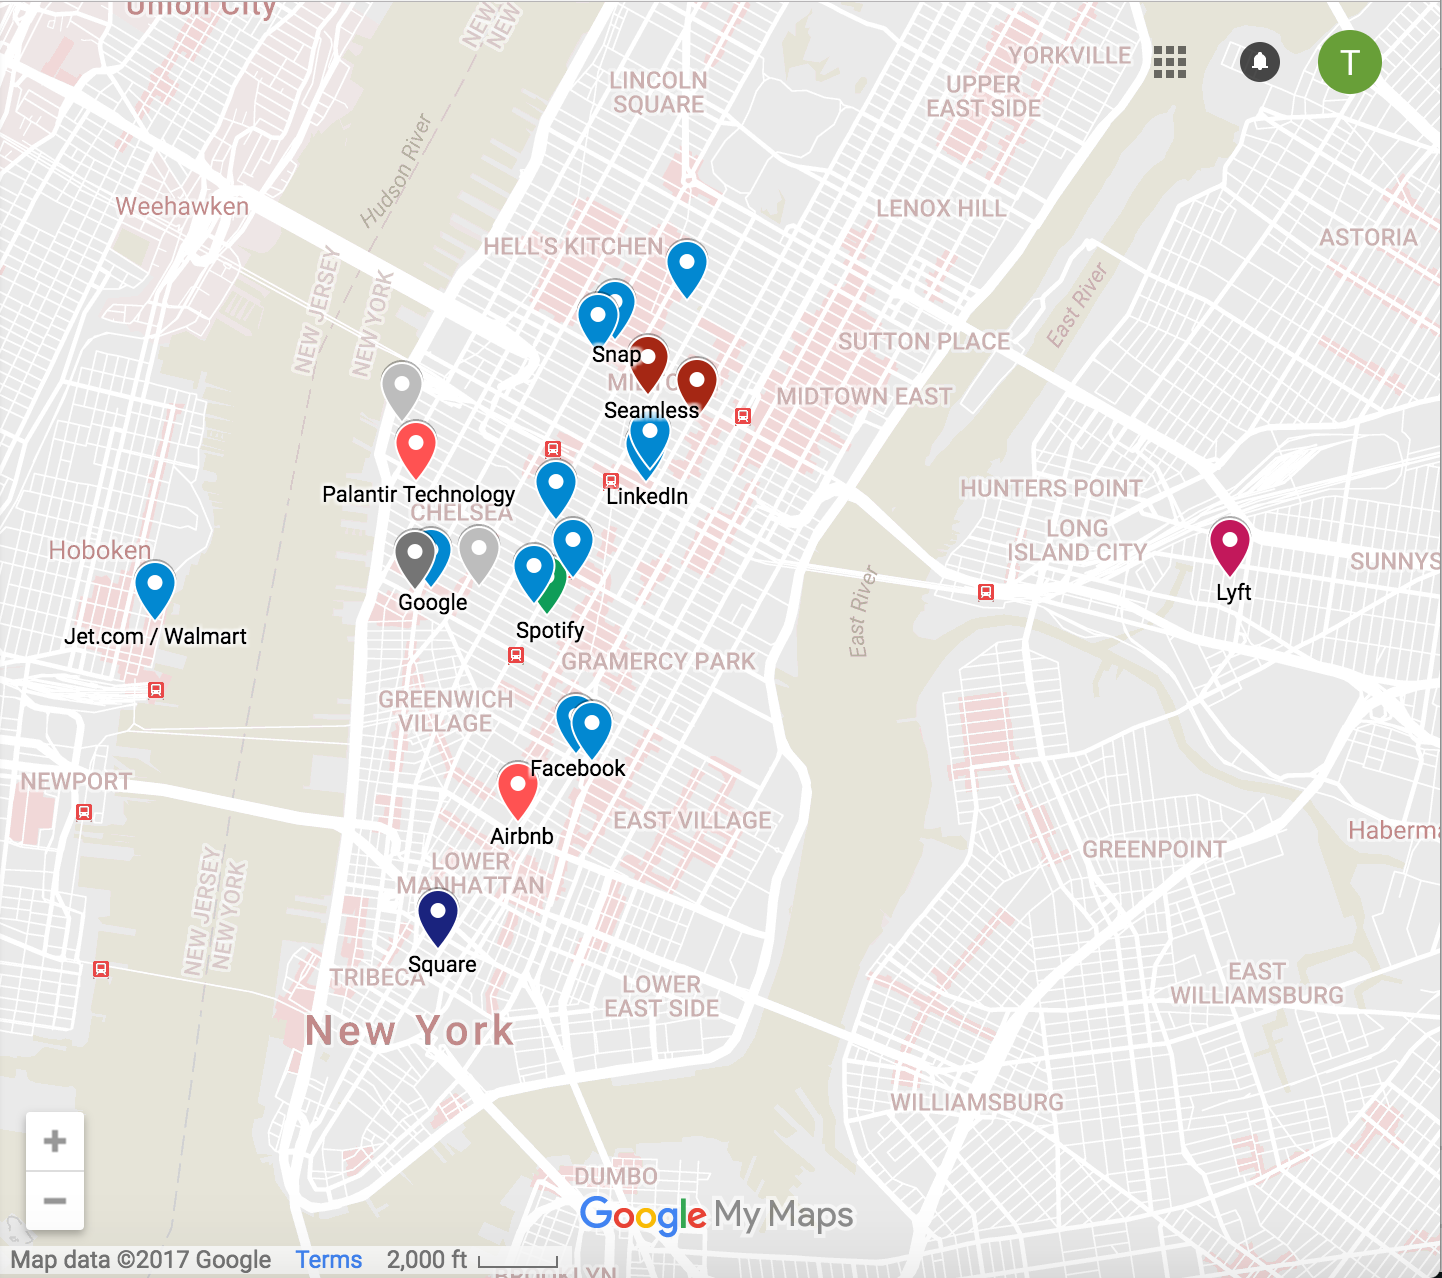 Union City
NEW
NEW
YORKVILLE
T
LINCOLN
SQUARE
UPPER
EAST SIDE
Hudson River
Weehawken
LENOX HILL
ASTORIA
HELL'S KITCHEN
NEW JERSEY
NEW YORK
East River
SUTTON PLACE
Snap
MIDTOWN EAST
Seamless
Palantir Technology
CHELSEA
LinkedIn
HUNTERS POINT
LONG
ISLAND CITY
Hoboken
SUNNYS
Google
Lyft
East River
Jet.com / Walmart
Spotify
GRAMERCY PARK
GREENWICH
VILLAGE
Facebook
NEWPORT
Airbnb
EAST VILLAGE
Haberma
GREENPOINT
LOWER
MANHATTAN
NEW JERSEY
NEW YORK
Square
TRIBECA
LOWER
EAST SIDE
EAST
WILLIAMSBURG
New York
WILLIAMSBURG
DUMBO
Google My Maps
Map data ©2017 Google Terms 2,000 ft
BROOKLYN